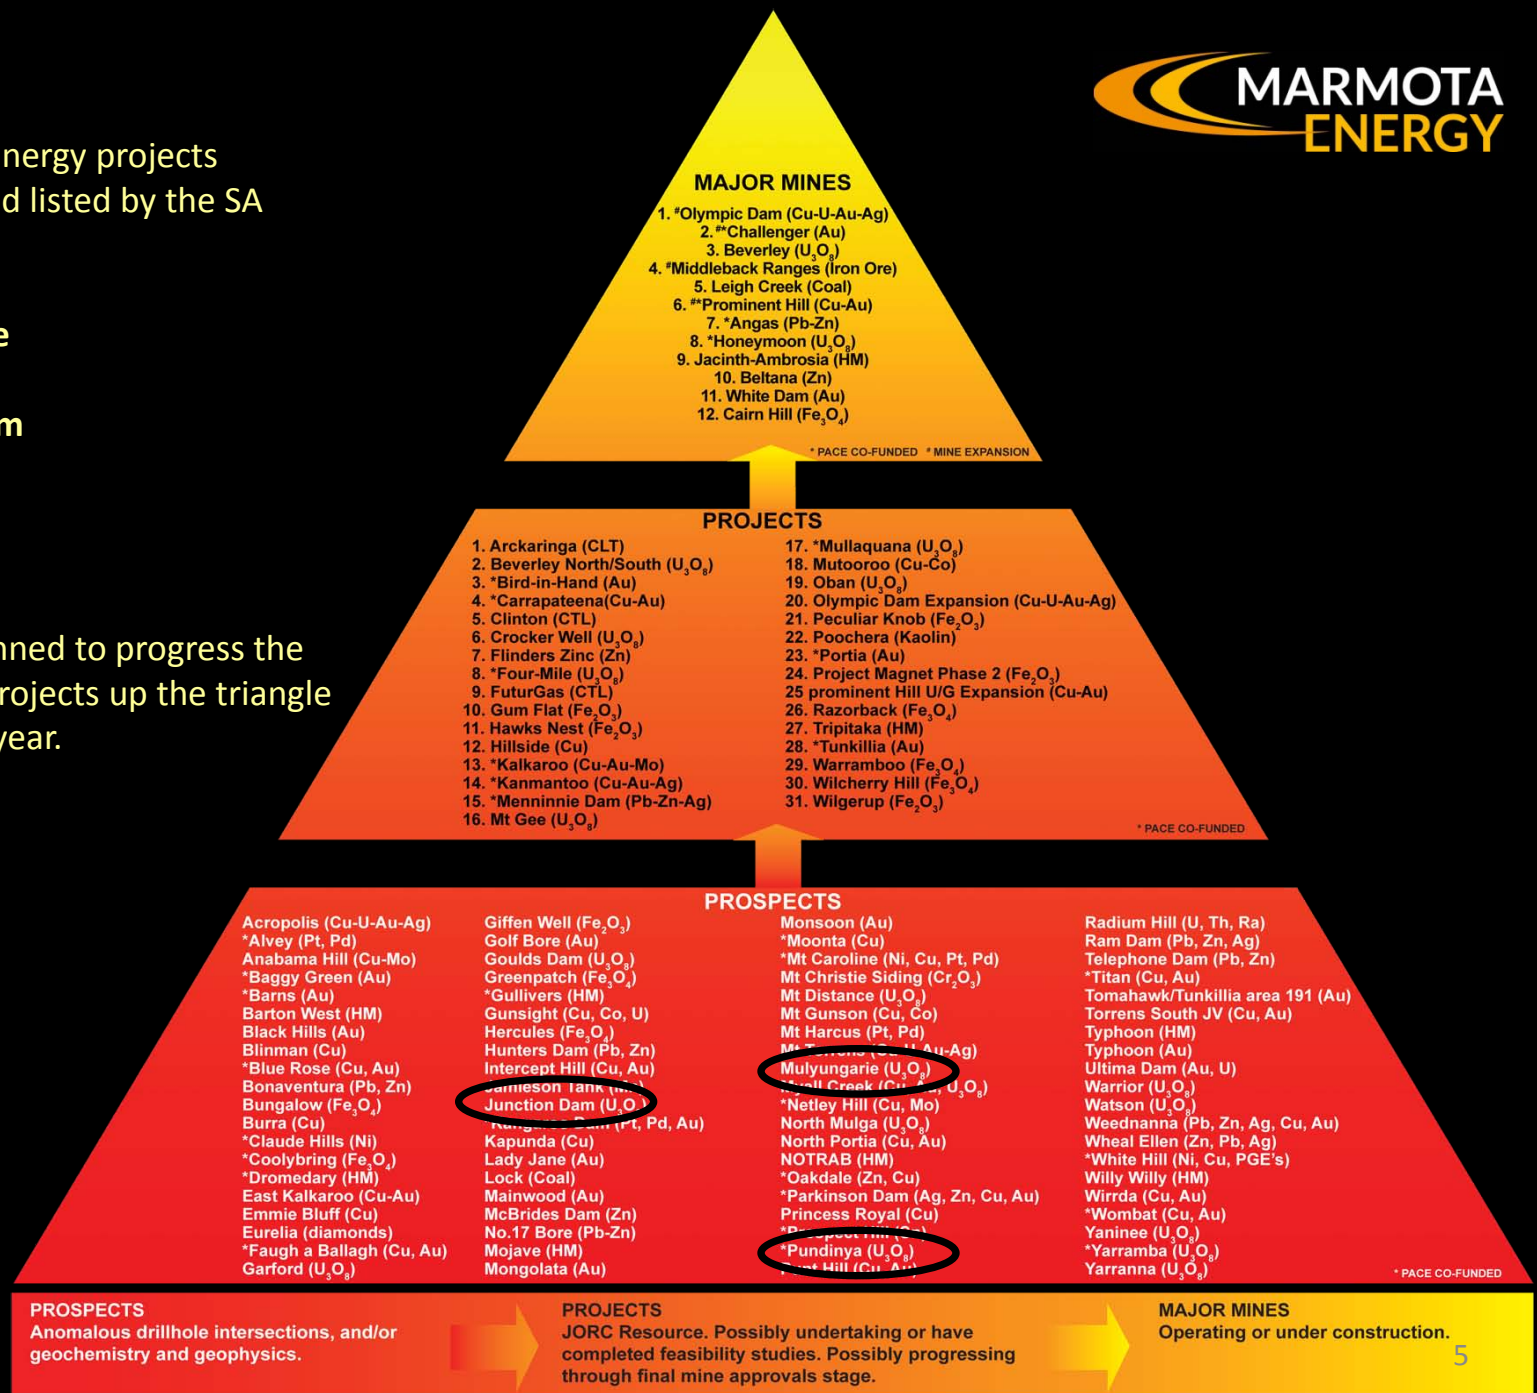 MARMOTA
ENERGY
nergy projects
d listed by the SA
e
m
nned to progress the
rojects up the triangle
year.
MAJOR MINES
1. #Olympic Dam (Cu-U-Au-Ag)
2. #*Challenger (Au)
3. Beverley (U3O8)
4. #Middleback Ranges (Iron Ore)
5. Leigh Creek (Coal)
6. #*Prominent Hill (Cu-Au)
7. *Angas (Pb-Zn)
8. *Honeymoon (U3O8)
9. Jacinth-Ambrosia (HM)
10. Beltana (Zn)
11. White Dam (Au)
12. Cairn Hill (Fe3O4)
* PACE CO-FUNDED # MINE EXPANSION
PROJECTS
1. Arckaringa (CLT)
2. Beverley North/South (U3O8)
3. *Bird-in-Hand (Au)
4. *Carrapateena(Cu-Au)
5. Clinton (CTL)
6. Crocker Well (U3O8)
7. Flinders Zinc (Zn)
8. *Four-Mile (U3O8)
9. FuturGas (CTL)
10. Gum Flat (Fe2O3)
11. Hawks Nest (Fe2O3)
12. Hillside (Cu)
13. *Kalkaroo (Cu-Au-Mo)
14. *Kanmantoo (Cu-Au-Ag)
15. *Menninnie Dam (Pb-Zn-Ag)
16. Mt Gee (U3O8)
17. *Mullaquana (U3O8)
18. Mutooroo (Cu-Co)
19. Oban (U3O8)
20. Olympic Dam Expansion (Cu-U-Au-Ag)
21. Peculiar Knob (Fe2O3)
22. Poochera (Kaolin)
23. *Portia (Au)
24. Project Magnet Phase 2 (Fe2O3)
25 prominent Hill U/G Expansion (Cu-Au)
26. Razorback (Fe3O4)
27. Tripitaka (HM)
28. *Tunkillia (Au)
29. Warramboo (Fe3O4)
30. Wilcherry Hill (Fe3O4)
31. Wilgerup (Fe2O3)
* PACE CO-FUNDED
PROSPECTS
Acropolis (Cu-U-Au-Ag)
*Alvey (Pt, Pd)
Anabama Hill (Cu-Mo)
*Baggy Green (Au)
*Barns (Au)
Barton West (HM)
Black Hills (Au)
Blinman (Cu)
*Blue Rose (Cu, Au)
Bonaventura (Pb, Zn)
Bungalow (Fe3O4)
Burra (Cu)
*Claude Hills (Ni)
*Coolybring (Fe3O4)
*Dromedary (HM)
East Kalkaroo (Cu-Au)
Emmie Bluff (Cu)
Eurelia (diamonds)
*Faugh a Ballagh (Cu, Au)
Garford (U3O8)
Giffen Well (Fe2O3)
Golf Bore (Au)
Goulds Dam (U3O8)
Greenpatch (Fe3O4)
*Gullivers (HM)
Gunsight (Cu, Co, U)
Hercules (Fe3O4)
Hunters Dam (Pb, Zn)
Intercept Hill (Cu, Au)
Jamieson Tank
Junction Dam (U3O
Dam (Pt, Pd, Au)
Kapunda (Cu)
Lady Jane (Au)
Lock (Coal)
Mainwood (Au)
McBrides Dam (Zn)
No.17 Bore (Pb-Zn)
Mojave (HM)
Mongolata (Au)
Monsoon (Au)
*Moonta (Cu)
*Mt Caroline (Ni, Cu, Pt, Pd)
Mt Christie Siding (Cr2O3)
Mt Distance (U3O8)
Mt Gunson (Cu, Co)
Mt Harcus (Pt, Pd)
Mt Torrens (Cu-U-Au-Ag)
Mulyungarie (U3O8)
Myall Creek (Cu, Au, U3O8)
*Netley Hill (Cu, Mo)
North Mulga (U3O8)
North Portia (Cu, Au)
NOTRAB (HM)
*Oakdale (Zn, Cu)
*Parkinson Dam (Ag, Zn, Cu, Au)
Princess Royal (Cu)
*Prospect Hill
*Pundinya (U3O8)
Punt Hill (Cu, Au)
Radium Hill (U, Th, Ra)
Ram Dam (Pb, Zn, Ag)
Telephone Dam (Pb, Zn)
*Titan (Cu, Au)
Tomahawk/Tunkillia area 191 (Au)
Torrens South JV (Cu, Au)
Typhoon (HM)
Typhoon (Au)
Ultima Dam (Au, U)
Warrior (U3O8)
Watson (U3O8)
Weednanna (Pb, Zn, Ag, Cu, Au)
Wheal Ellen (Zn, Pb, Ag)
*White Hill (Ni, Cu, PGE's)
Willy Willy (HM)
Wirrda (Cu, Au)
*Wombat (Cu, Au)
Yaninee (U3O8)
*Yarramba (U3O8)
Yarranna (U3O8)
* PACE CO-FUNDED
PROSPECTS
Anomalous drillhole intersections, and/or
geochemistry and geophysics.
PROJECTS
JORC Resource. Possibly undertaking or have
completed feasibility studies. Possibly progressing
through final mine approvals stage.
MAJOR MINES
Operating or under construction.
5